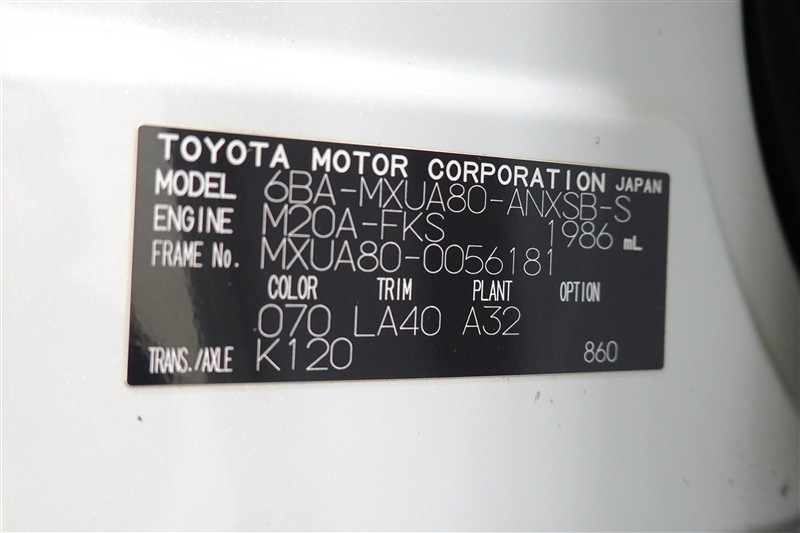 TOYOTA MOTOR CORPORATION JAPAN
MODEL 6BA-MXUA80-ANXSB-S
ENGINE M20A-FKS 1986 mL
FRAME No. MXUA80-0056181
COLOR TRIM PLANT OPTION
070 LA40 A32
TRANS./AXLE K120 860